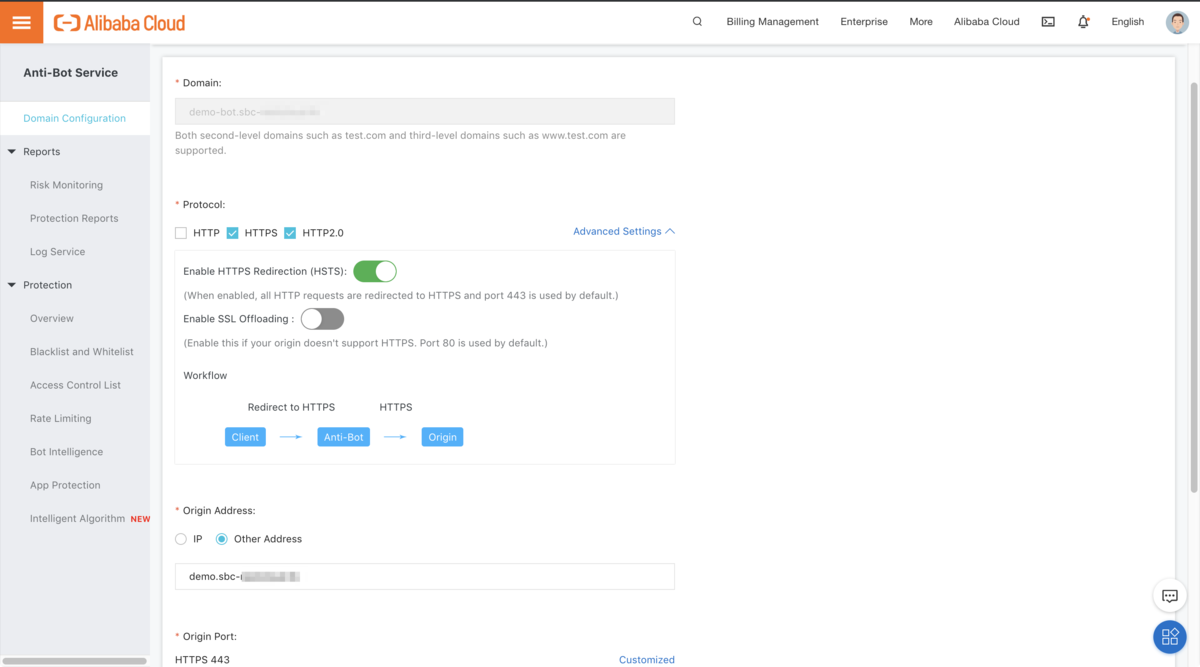 Alibaba Cloud
Billing Management
Enterprise
More
Alibaba Cloud
English
Anti-Bot Service
Domain Configuration
Reports
Risk Monitoring
Protection Reports
Log Service
Protection
Overview
Blacklist and Whitelist
Access Control List
Rate Limiting
Bot Intelligence
App Protection
Intelligent Algorithm NEW
* Domain:
demo-bot.sbc-
Both second-level domains such as test.com and third-level domains such as www.test.com are
supported.
* Protocol:
HTTP HTTPS HTTP2.0
Advanced Settings
Enable HTTPS Redirection (HSTS):
(When enabled, all HTTP requests are redirected to HTTPS and port 443 is used by default.)
Enable SSL Offloading :
(Enable this if your origin doesn't support HTTPS. Port 80 is used by default.)
Workflow
Redirect to HTTPS HTTPS
Client Anti-Bot Origin
* Origin Address:
IP Other Address
demo.sbc-
* Origin Port:
HTTPS 443
Customized